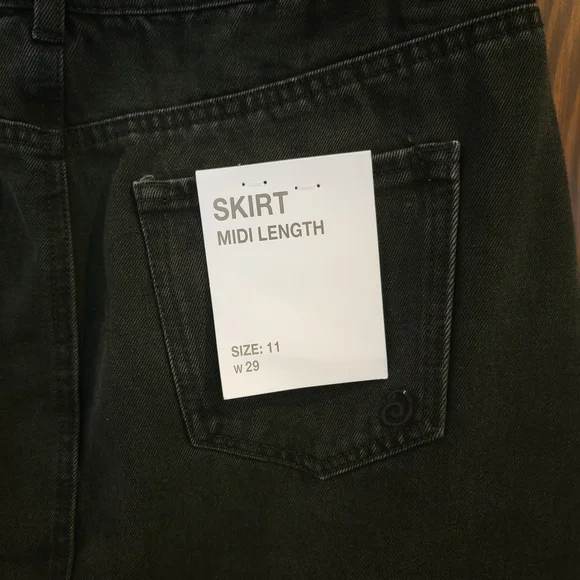 SKIRT
MIDI LENGTH
SIZE: 11
W 29